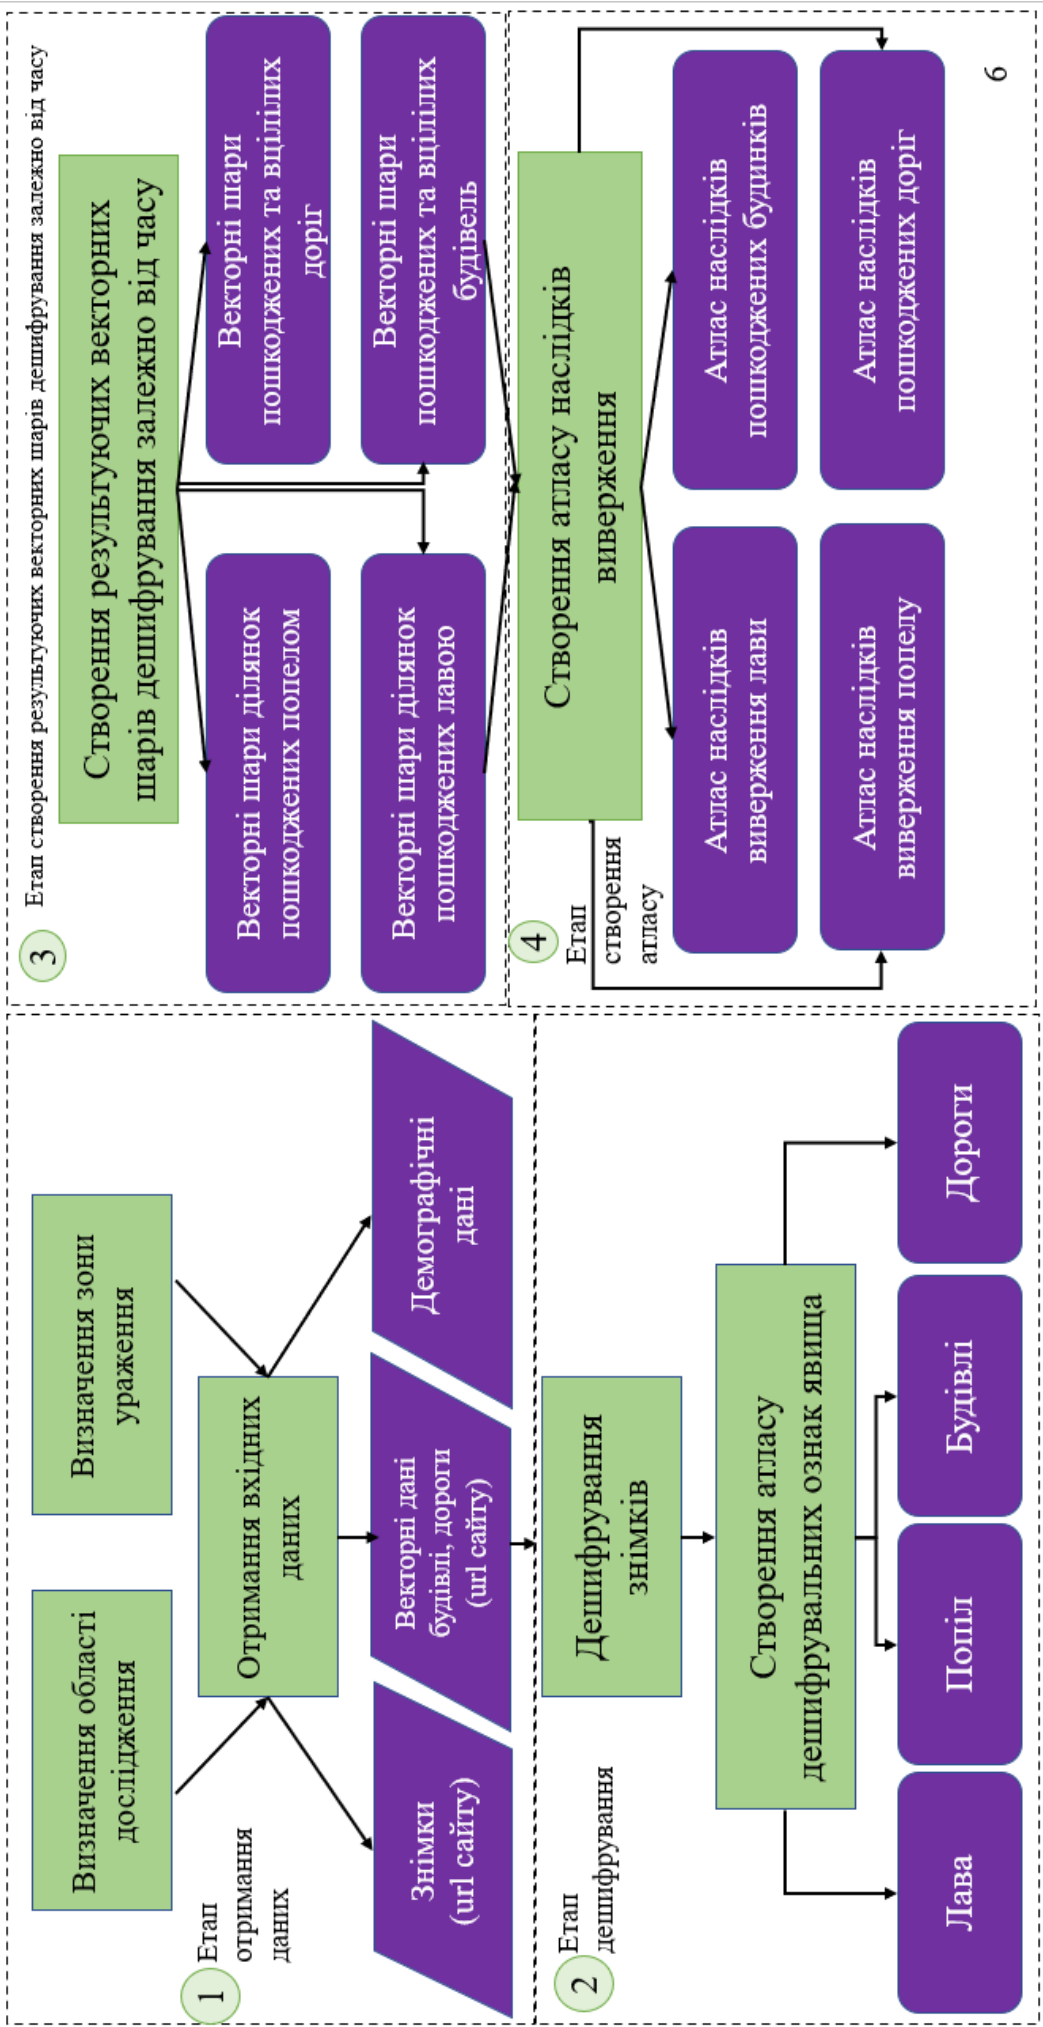 1
Етап
отримання
даних
Визначення області
дослідження
Визначення зони
ураження
Отримання вхідних
даних
Знімки
(url сайту)
Векторні дані
будівлі, дороги
(url сайту)
Демографічні
дані
2
Етап
дешифрування
Дешифрування
знімків
Створення атласу
дешифрувальних ознак явища
Лава
Попіл
Будівлі
Дороги
3
Етап створення результуючих векторних шарів дешифрування залежно від часу
Створення результуючих векторних
шарів дешифрування залежно від часу
Векторні шари ділянок
пошкоджених попелом
Векторні шари
пошкоджених та вцілілих
доріг
Векторні шари ділянок
пошкоджених лавою
Векторні шари
пошкоджених та вцілілих
будівель
4
Етап
створення
атласу
Створення атласу наслідків
виверження
Атлас наслідків
виверження лави
Атлас наслідків
пошкоджених будинків
Атлас наслідків
виверження попелу
Атлас наслідків
пошкоджених доріг
6